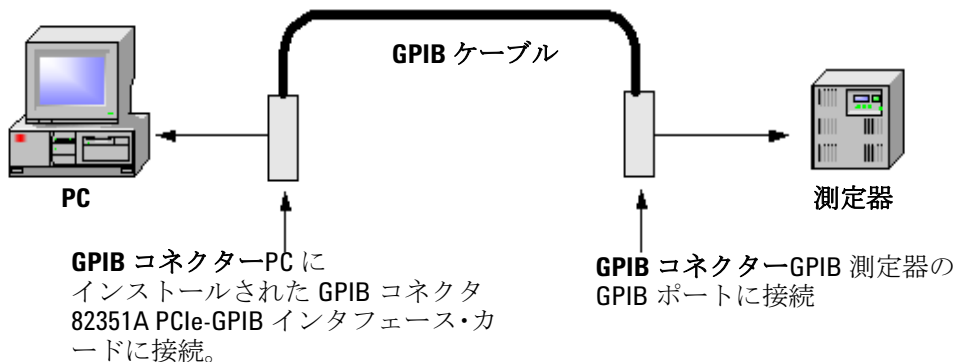 GPIB ケーブル
PC
測定器
GPIB コネクターPC に
インストールされた GPIB コネクタ
82351A PCIe-GPIB インタフェース・カ
ードに接続。
GPIB コネクターGPIB 測定器の
GPIB ポートに接続